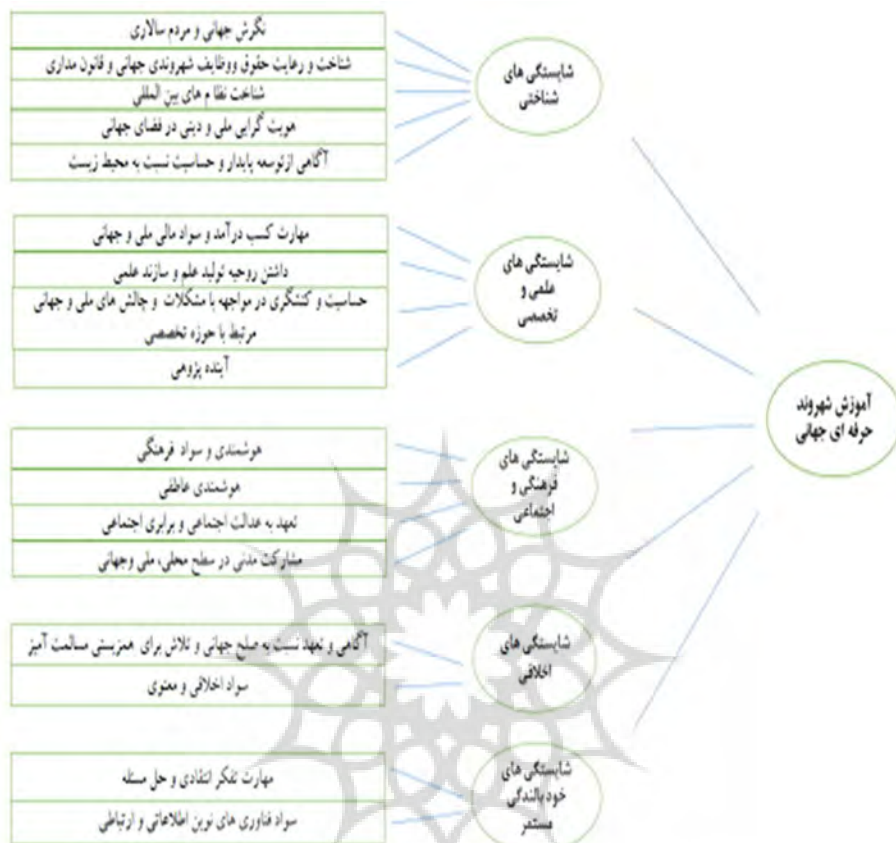 آموزش شهروند
حرفه ای جهانی
شایستگی های
شناختی
نگرش جهانی و مردم سالاری
شناخت و رعایت حقوق ووظایف شهروندی جهانی و قانون مداری
شناخت نظا م های بین المللی
هویت گرایی ملی و دینی در فضای جهانی
آگاهی ازتوسعه پایدار و حساسیت نسبت به محیط زیست
شایستگی های
علمی و
تخصصی
مهارت کسب درآمد و سواد مالی ملی و جهانی
داشتن روحیه تولید علم و سازند علمی
حساسیت و کنشگری در مواجهه با مشکلات و چالش های ملی و جهانی
مرتبط با حوزه تخصصی
آینده پژوهی
شایستگی های
فرهنگی و
اجتماعی
هوشمندی و سواد فرهنگی
هوشمندی عاطفی
تعهد به عدالت اجتماعی و برابری اجتماعی
مشارکت مدنی در سطح محلی، ملی وجهانی
شایستگی های
اخلاقی
آگاهی و تعهد نسبت به صلح جهانی و تلاش برای همزیستی مسالمت آمیز
سواد اخلاقی و معنوی
شایستگی های
خود بالندگی
مستمر
مهارت تفکر انتقادی و حل مسئله
سواد فناوری های نوین اطلاعاتی و ارتباطی